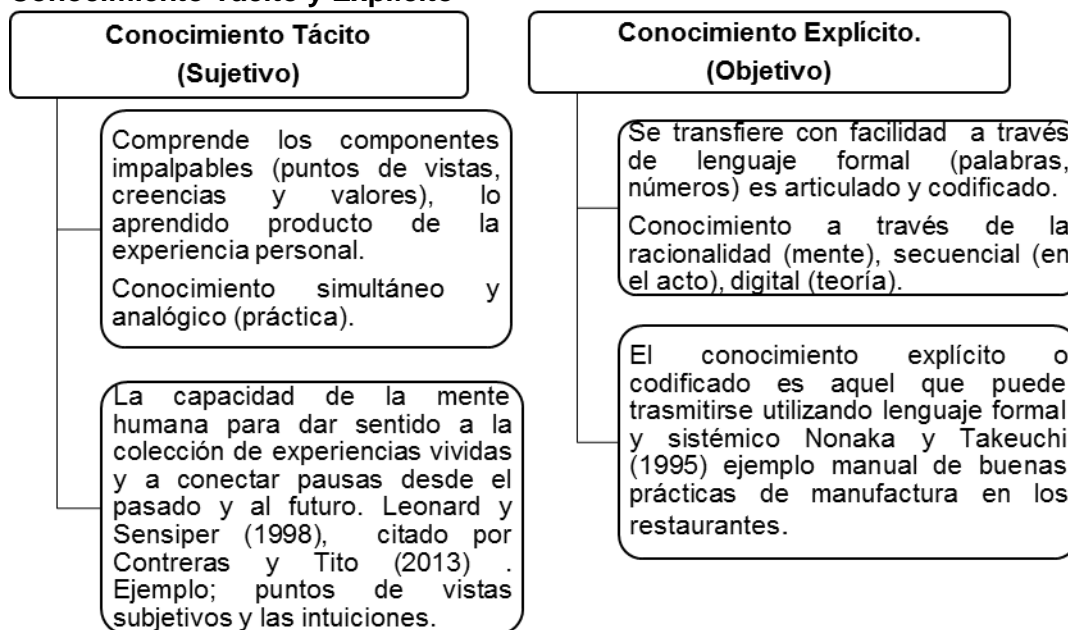 Conocimiento Tácito y Explícito
Conocimiento Tácito
(Sujetivo)
Comprende los componentes
impalpables (puntos de vistas,
creencias y valores), lo
aprendido producto de la
experiencia personal.
Conocimiento simultáneo y
analógico (práctica).
La capacidad de la mente
humana para dar sentido a la
colección de experiencias vividas
y a conectar pausas desde el
pasado y al futuro. Leonard y
Sensiper (1998), citado por
Contreras y Tito (2013) .
Ejemplo; puntos de vistas
subjetivos y las intuiciones.
Conocimiento Explícito.
(Objetivo)
Se transfiere con facilidad a través
de lenguaje formal (palabras,
números) es articulado y codificado.
Conocimiento a través de la
racionalidad (mente), secuencial (en
el acto), digital (teoría).
El conocimiento explícito o
codificado es aquel que puede
trasmitirse utilizando lenguaje formal
y sistémico Nonaka y Takeuchi
(1995) ejemplo manual de buenas
prácticas de manufactura en los
restaurantes.